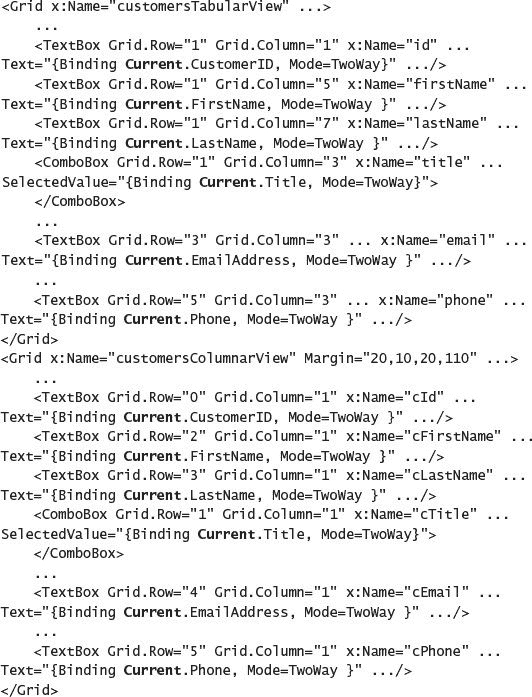 <Grid x:Name="customersTabularView" ...>
    ...
    <TextBox Grid.Row="1" Grid.Column="1" x:Name="id" ...
Text="{Binding Current.CustomerID, Mode=TwoWay}" .../>
    <TextBox Grid.Row="1" Grid.Column="5" x:Name="firstName" ...
Text="{Binding Current.FirstName, Mode=TwoWay }" .../>
    <TextBox Grid.Row="1" Grid.Column="7" x:Name="lastName" ...
Text="{Binding Current.LastName, Mode=TwoWay }" .../>
    <ComboBox Grid.Row="1" Grid.Column="3" x:Name="title" ...
SelectedValue="{Binding Current.Title, Mode=TwoWay}">
    </ComboBox>
    ...
    <TextBox Grid.Row="3" Grid.Column="3" ... x:Name="email" ...
Text="{Binding Current.EmailAddress, Mode=TwoWay }" .../>
    ...
    <TextBox Grid.Row="5" Grid.Column="3" ... x:Name="phone" ...
Text="{Binding Current.Phone, Mode=TwoWay }" .../>
</Grid>
<Grid x:Name="customersColumnarView" Margin="20,10,20,110" ...>
    ...
    <TextBox Grid.Row="0" Grid.Column="1" x:Name="cId" ...
Text="{Binding Current.CustomerID, Mode=TwoWay }" .../>
    <TextBox Grid.Row="2" Grid.Column="1" x:Name="cFirstName" ...
Text="{Binding Current.FirstName, Mode=TwoWay }" .../>
    <TextBox Grid.Row="3" Grid.Column="1" x:Name="cLastName" ...
Text="{Binding Current.LastName, Mode=TwoWay }" .../>
    <ComboBox Grid.Row="1" Grid.Column="1" x:Name="cTitle" ...
SelectedValue="{Binding Current.Title, Mode=TwoWay}">
    </ComboBox>
    ...
    <TextBox Grid.Row="4" Grid.Column="1" x:Name="cEmail" ...
Text="{Binding Current.EmailAddress, Mode=TwoWay }" .../>
    ...
    <TextBox Grid.Row="5" Grid.Column="1" x:Name="cPhone" ...
Text="{Binding Current.Phone, Mode=TwoWay }" .../>
</Grid>